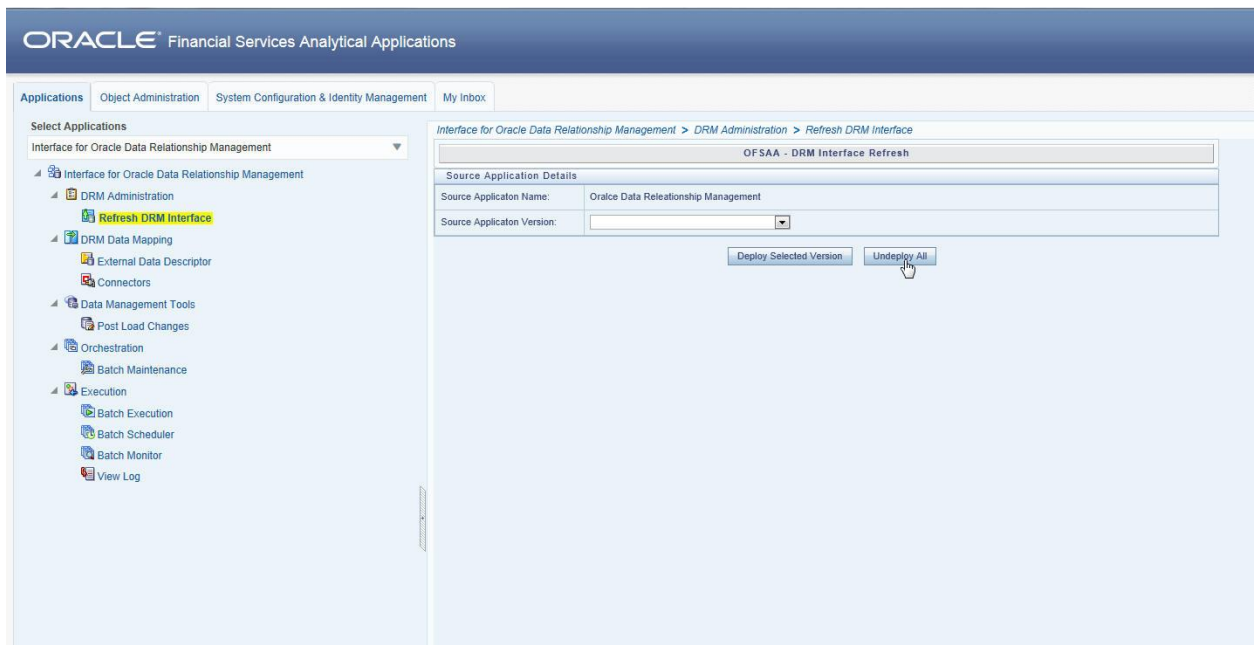 ORACLE® Financial Services Analytical Applications
Applications Object Administration System Configuration & Identity Management My Inbox
Select Applications
Interface for Oracle Data Relationship Management
Interface for Oracle Data Relationship Management
DRM Administration
Refresh DRM Interface
DRM Data Mapping
External Data Descriptor
Connectors
Data Management Tools
Post Load Changes
Orchestration
Batch Maintenance
Execution
Batch Execution
Batch Scheduler
Batch Monitor
View Log
Interface for Oracle Data Relationship Management > DRM Administration > Refresh DRM Interface
OFSAA - DRM Interface Refresh
Source Application Details
Source Applicaton Name: Oralce Data Releationship Management
Source Applicaton Version:
Deploy Selected Version Undeploy All